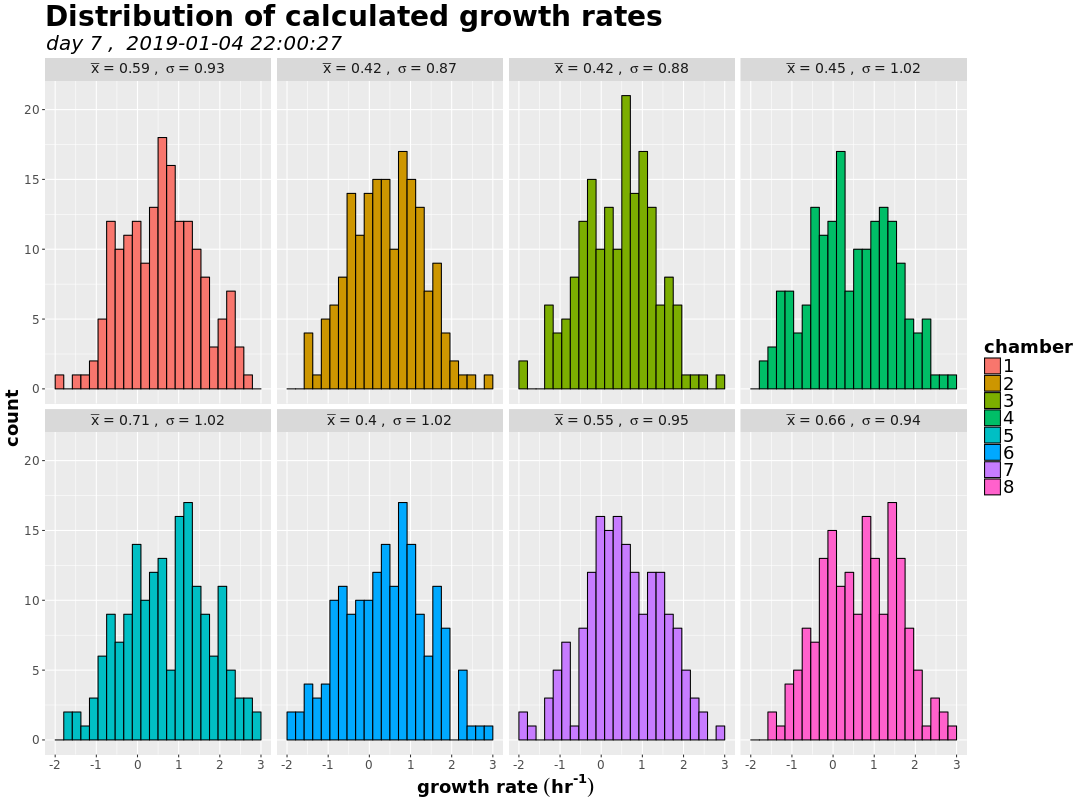 Distribution of calculated growth rates
day 7 , 2019-01-04 22:00:27
x̅ = 0.59 , σ = 0.93
x̅ = 0.42 , σ = 0.87
x̅ = 0.42 , σ = 0.88
x̅ = 0.45 , σ = 1.02
20
15
10
5
0
x̅ = 0.71 , σ = 1.02
x̅ = 0.4 , σ = 1.02
x̅ = 0.55 , σ = 0.95
x̅ = 0.66 , σ = 0.94
20
15
10
5
0
-2 -1 0 1 2 3
-2 -1 0 1 2 3
-2 -1 0 1 2 3
-2 -1 0 1 2 3
count
growth rate (hr⁻¹)
chamber
1
2
3
4
5
6
7
8